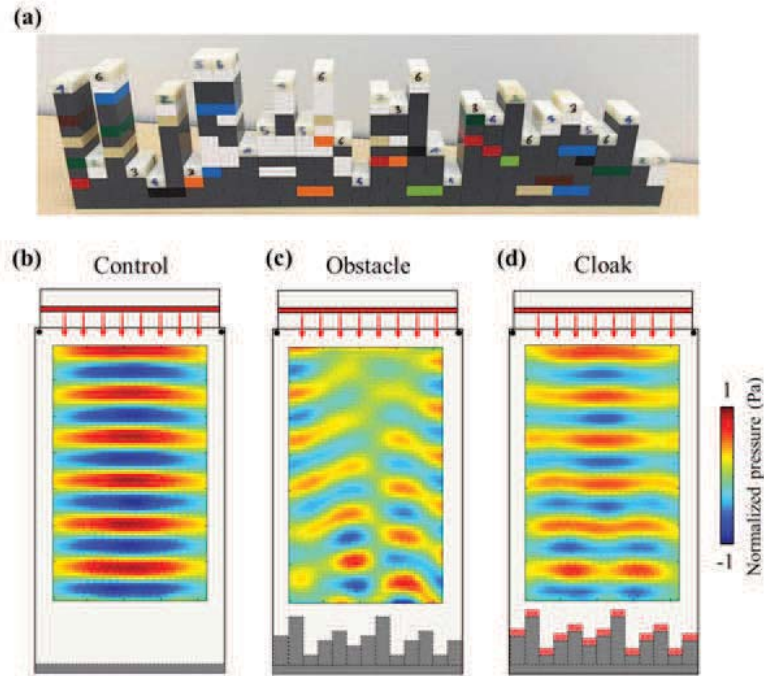 (a)
(b)
Control
(c)
Obstacle
(d)
Cloak
1
Normalized pressure (Pa)
-1